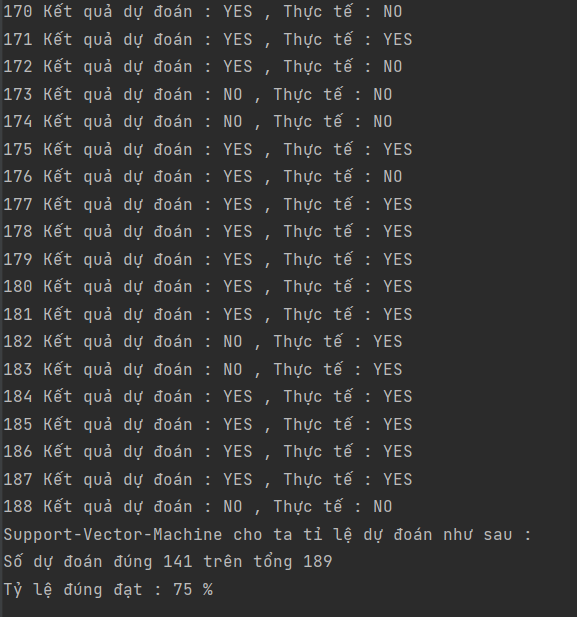 170 Kết quả dự đoán : YES , Thực tế : NO
171 Kết quả dự đoán : YES , Thực tế : YES
172 Kết quả dự đoán : YES , Thực tế : NO
173 Kết quả dự đoán : NO , Thực tế : NO
174 Kết quả dự đoán : NO , Thực tế : NO
175 Kết quả dự đoán : YES , Thực tế : YES
176 Kết quả dự đoán : YES , Thực tế : NO
177 Kết quả dự đoán : YES , Thực tế : YES
178 Kết quả dự đoán : YES , Thực tế : YES
179 Kết quả dự đoán : YES , Thực tế : YES
180 Kết quả dự đoán : YES , Thực tế : YES
181 Kết quả dự đoán : YES , Thực tế : YES
182 Kết quả dự đoán : NO , Thực tế : YES
183 Kết quả dự đoán : NO , Thực tế : YES
184 Kết quả dự đoán : YES , Thực tế : YES
185 Kết quả dự đoán : YES , Thực tế : YES
186 Kết quả dự đoán : YES , Thực tế : YES
187 Kết quả dự đoán : YES , Thực tế : YES
188 Kết quả dự đoán : NO , Thực tế : NO
Support-Vector-Machine cho ta tỉ lệ dự đoán như sau :
Số dự đoán đúng 141 trên tổng 189
Tỷ lệ đúng đạt : 75 %